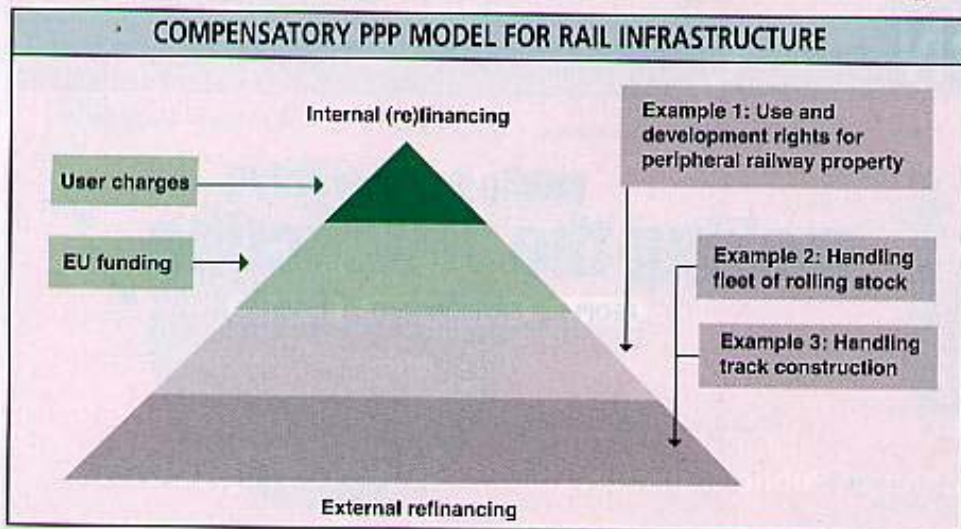 COMPENSATORY PPP MODEL FOR RAIL INFRASTRUCTURE
Internal (re)financing
User charges
EU funding
Example 1: Use and
development rights for
peripheral railway property
Example 2: Handling
fleet of rolling stock
Example 3: Handling
track construction
External refinancing